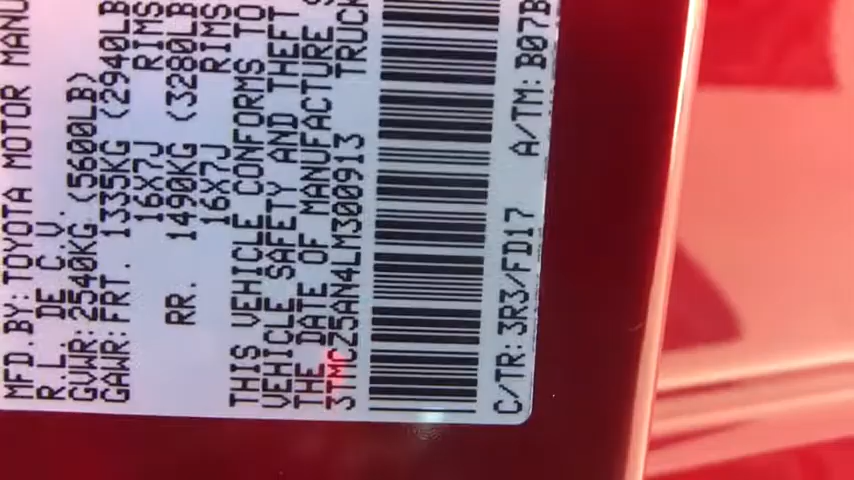 MFD.BY: TOYOTA MOTOR MANU
R.L. DE C.V.
GVWR: 2540KG (5600LB)
GAWR: FRT. 1335KG (2940LB
16X7J RIMS
RR. 1490KG (3280LB
16X7J RIMS
THIS VEHICLE CONFORMS TO
VEHICLE SAFETY AND THEFT
THE DATE OF MANUFACTURE S
3TMCZ5AN4LM300913 TRUCK
C/TR: 3R3/FD17 A/TM: B07B